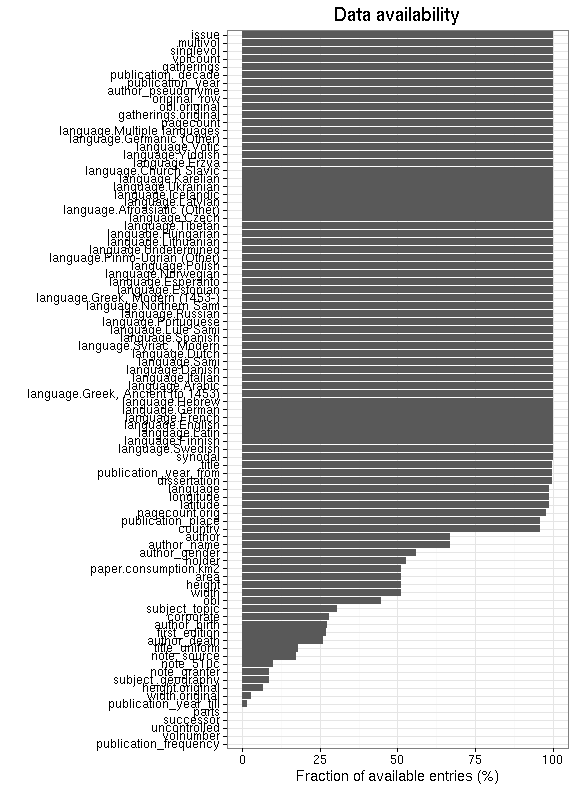 Data availability
issue
multivol
singlevol
volcount
gatherings
publication_decade
publication_year
author_pseudonyme
original_row
obl.original
gatherings.original
pagecount
language.Multiple languages
language.Germanic (Other)
language.Votic
language.Yiddish
language.Erzya
language.Church Slavic
language.Karelian
language.Ukrainian
language.Icelandic
language.Latvian
language.Afroasiatic (Other)
language.Czech
language.Tibetan
language.Hungarian
language.Lithuanian
language.Undetermined
language.Finno-Ugrian (Other)
language.Polish
language.Norwegian
language.Esperanto
language.Estonian
language.Greek, Modern (1453-)
language.Northern Sami
language.Russian
language.Portuguese
language.Lule Sami
language.Spanish
language.Syriac, Modern
language.Dutch
language.Sami
language.Danish
language.Italian
language.Arabic
language.Greek, Ancient (to 1453)
language.Hebrew
language.German
language.French
language.English
language.Latin
language.Finnish
language.Swedish
synodal
title
publication_year_from
dissertation
language
longitude
latitude
pagecount.orig
publication_place
country
author
author_name
author_gender
holder
paper.consumption.km2
area
height
width
obl
subject_topic
corporate
author_birth
first_edition
author_death
title_uniform
note_source
note_510c
note_granter
subject_geography
height.original
width.original
publication_year_till
parts
successor
uncontrolled
volnumber
publication_frequency
0 25 50 75 100
Fraction of available entries (%)